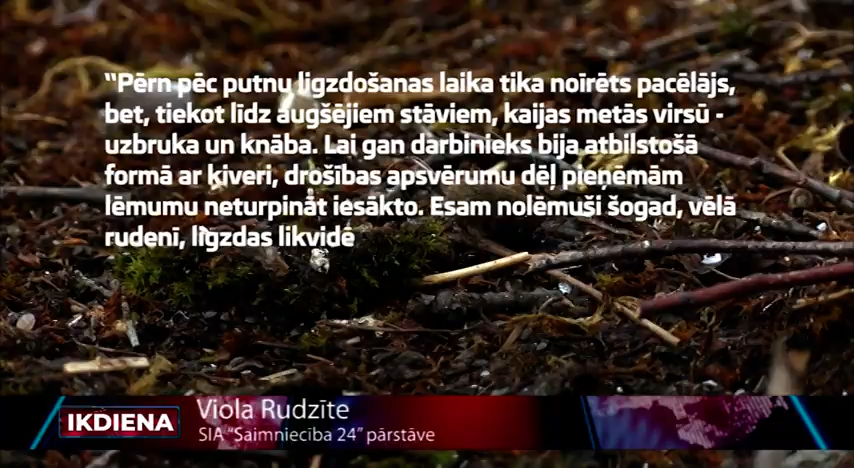 “Pērn pēc putnu ligzdošanas laika tika noīrēts pacēlājs,
bet, tiekot līdz augšējiem stāviem, kaijas metās virsū -
uzbruka un knāba. Lai gan darbinieks bija atbilstošā
formā ar ķiveri, drošības apsvērumu dēļ pieņēmām
lēmumu neturpināt iesākto. Esam nolēmuši šogad, vēlā
rudenī, ligzdas likvidē
IKDIENA
Viola Rudzīte
SIA “Saimniecība 24” pārstāve